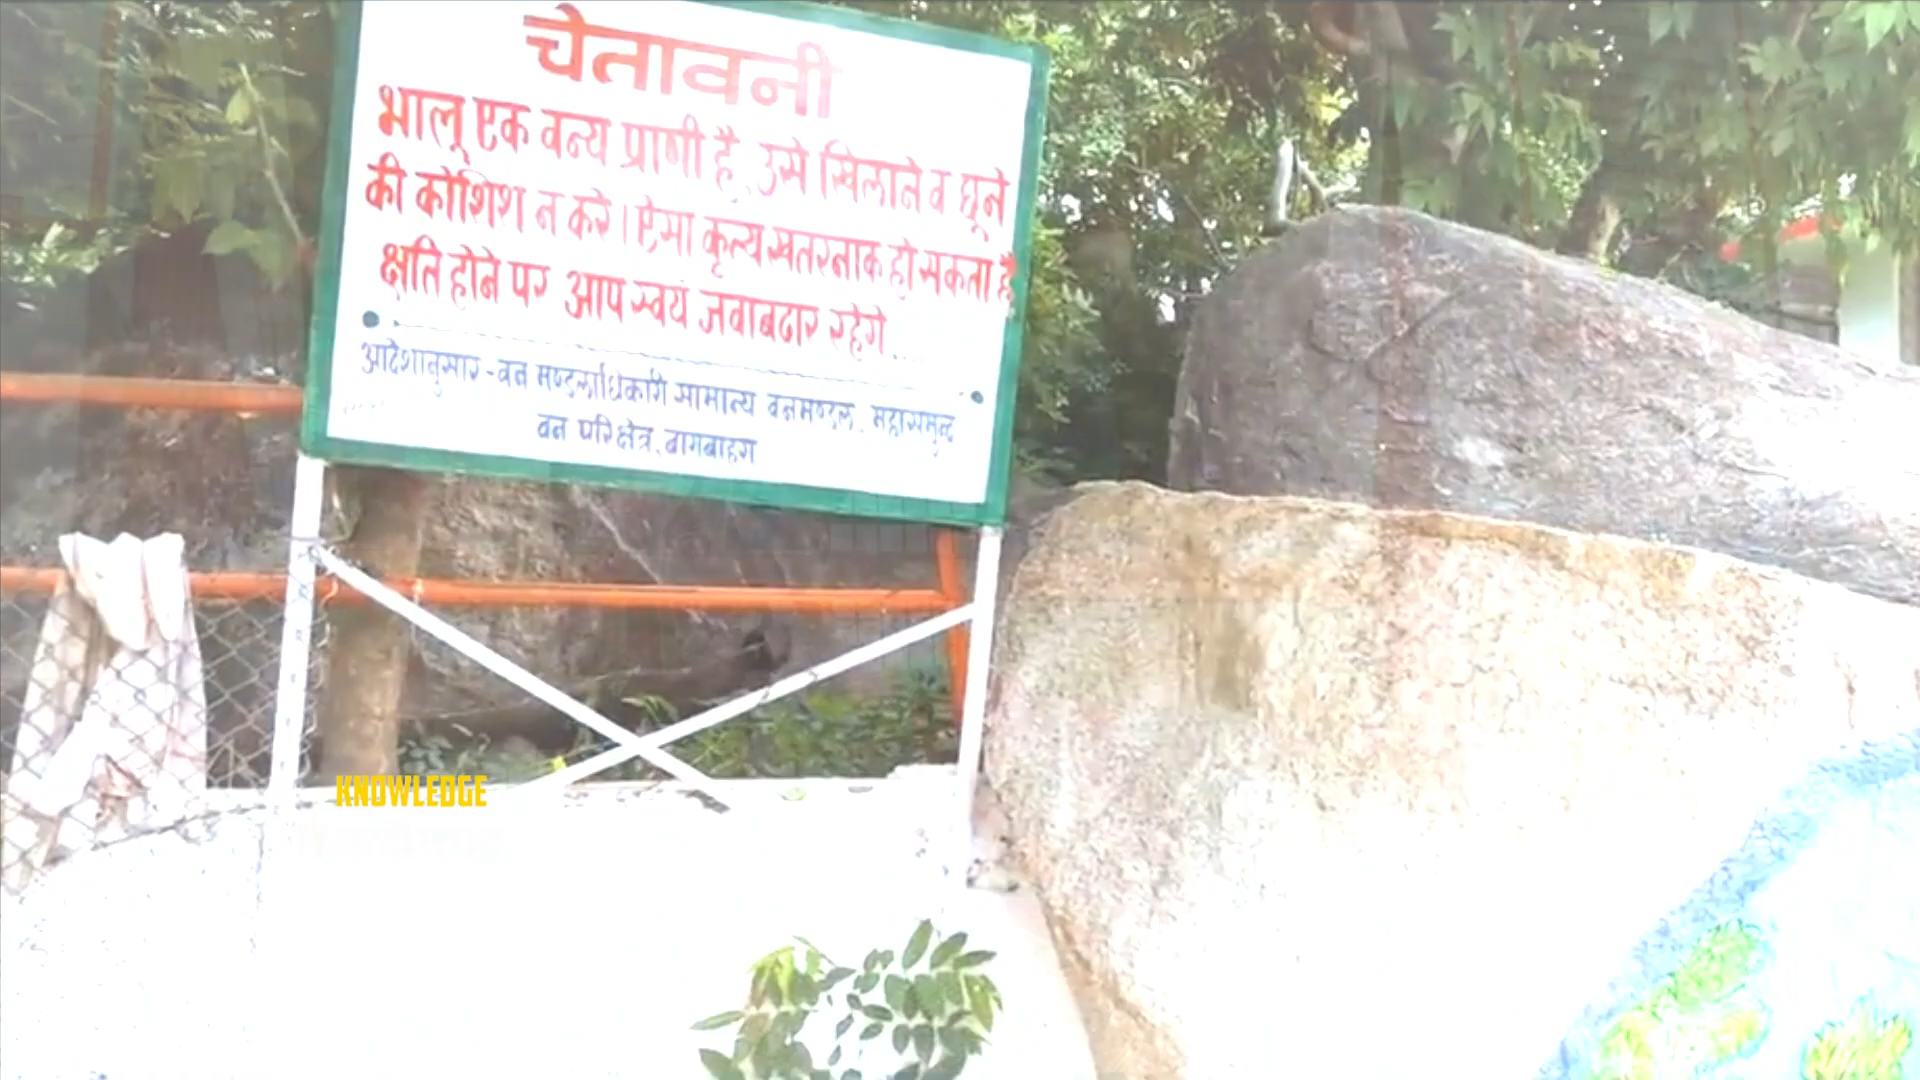 चेतावनी
भालू एक वन्य प्राणी है, उसे खिलाने व छूने
की कोशिश न करे। ऐसा कृत्य खतरनाक हो सकता है
क्षति होने पर आप स्वयं जवाबदार रहेगे
आदेशानुसार - वन मण्डलाधिकारी सामान्य वनमण्डल, महासमुन्द
वन परिक्षेत्र, बागबाहरा
KNOWLEDGE